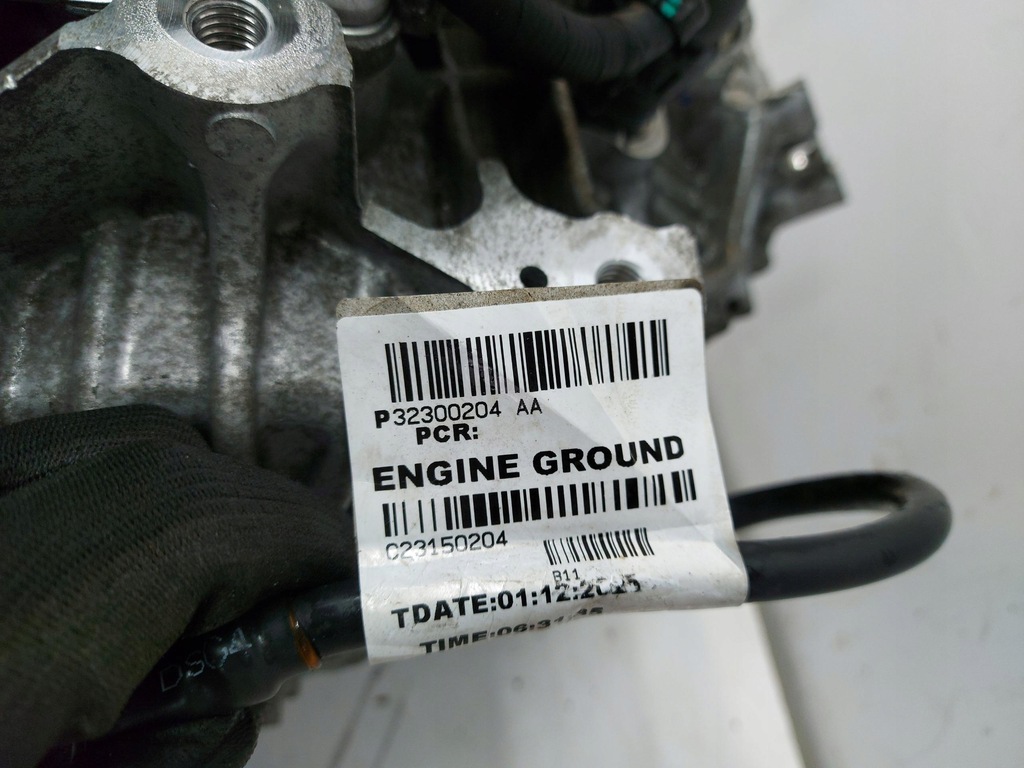 P32300204 AA
PCR:
ENGINE GROUND
C23150204
B11
TDATE:01:12:2015